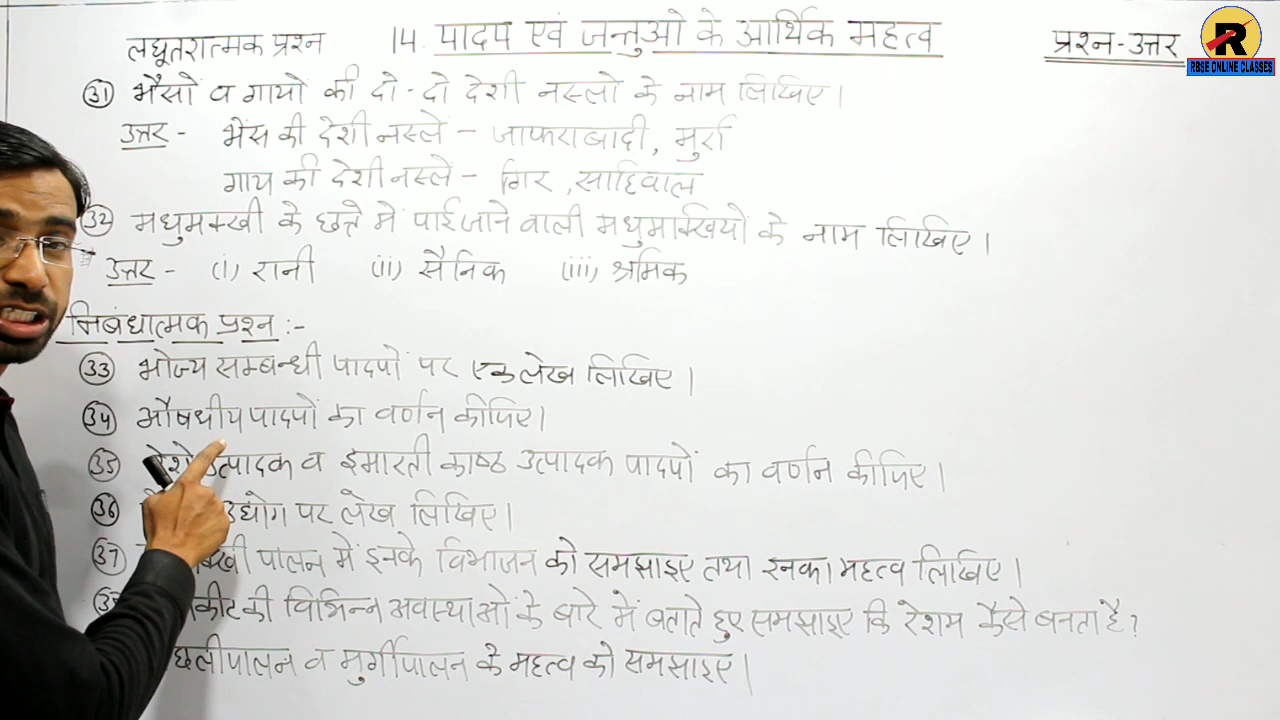 लघूतरात्मक प्रश्न 14. पादप एवं जन्तुओ के आर्थिक महत्व प्रश्न-उत्तर
R
RBSE ONLINE CLASSES
31 भैसों व गायो की दो-दो देशी नस्लो के नाम लिखिए।
उत्तर - भेंस की देशी नस्लें - जाफराबादी, मुर्रा
गाय की देशी नस्लें - गिर, साहिवाल
32 मधुमक्खी के छत्ते में पाई जाने वाली मधुमक्खियों के नाम लिखिए।
उत्तर - (i) रानी (ii) सैनिक (iii) श्रमिक
निबंधात्मक प्रश्न :-
33 भोज्य सम्बन्धी पादपों पर एक लेख लिखिए।
34 औषधीय पादपों का वर्णन कीजिए।
35 उत्पादक व इमारती काष्ठ उत्पादक पादपों का वर्णन कीजिए।
36 उद्योग पर लेख लिखिए।
37 पालन में इनके विभाजन को समझाइए तथा इनका महत्व लिखिए।
कीट की विभिन्न अवस्थाओं के बारे में बताते हुए समझाइए कि रेशम कैसे बनता है?
व मुर्गीपालन के महत्व को समझाइए।